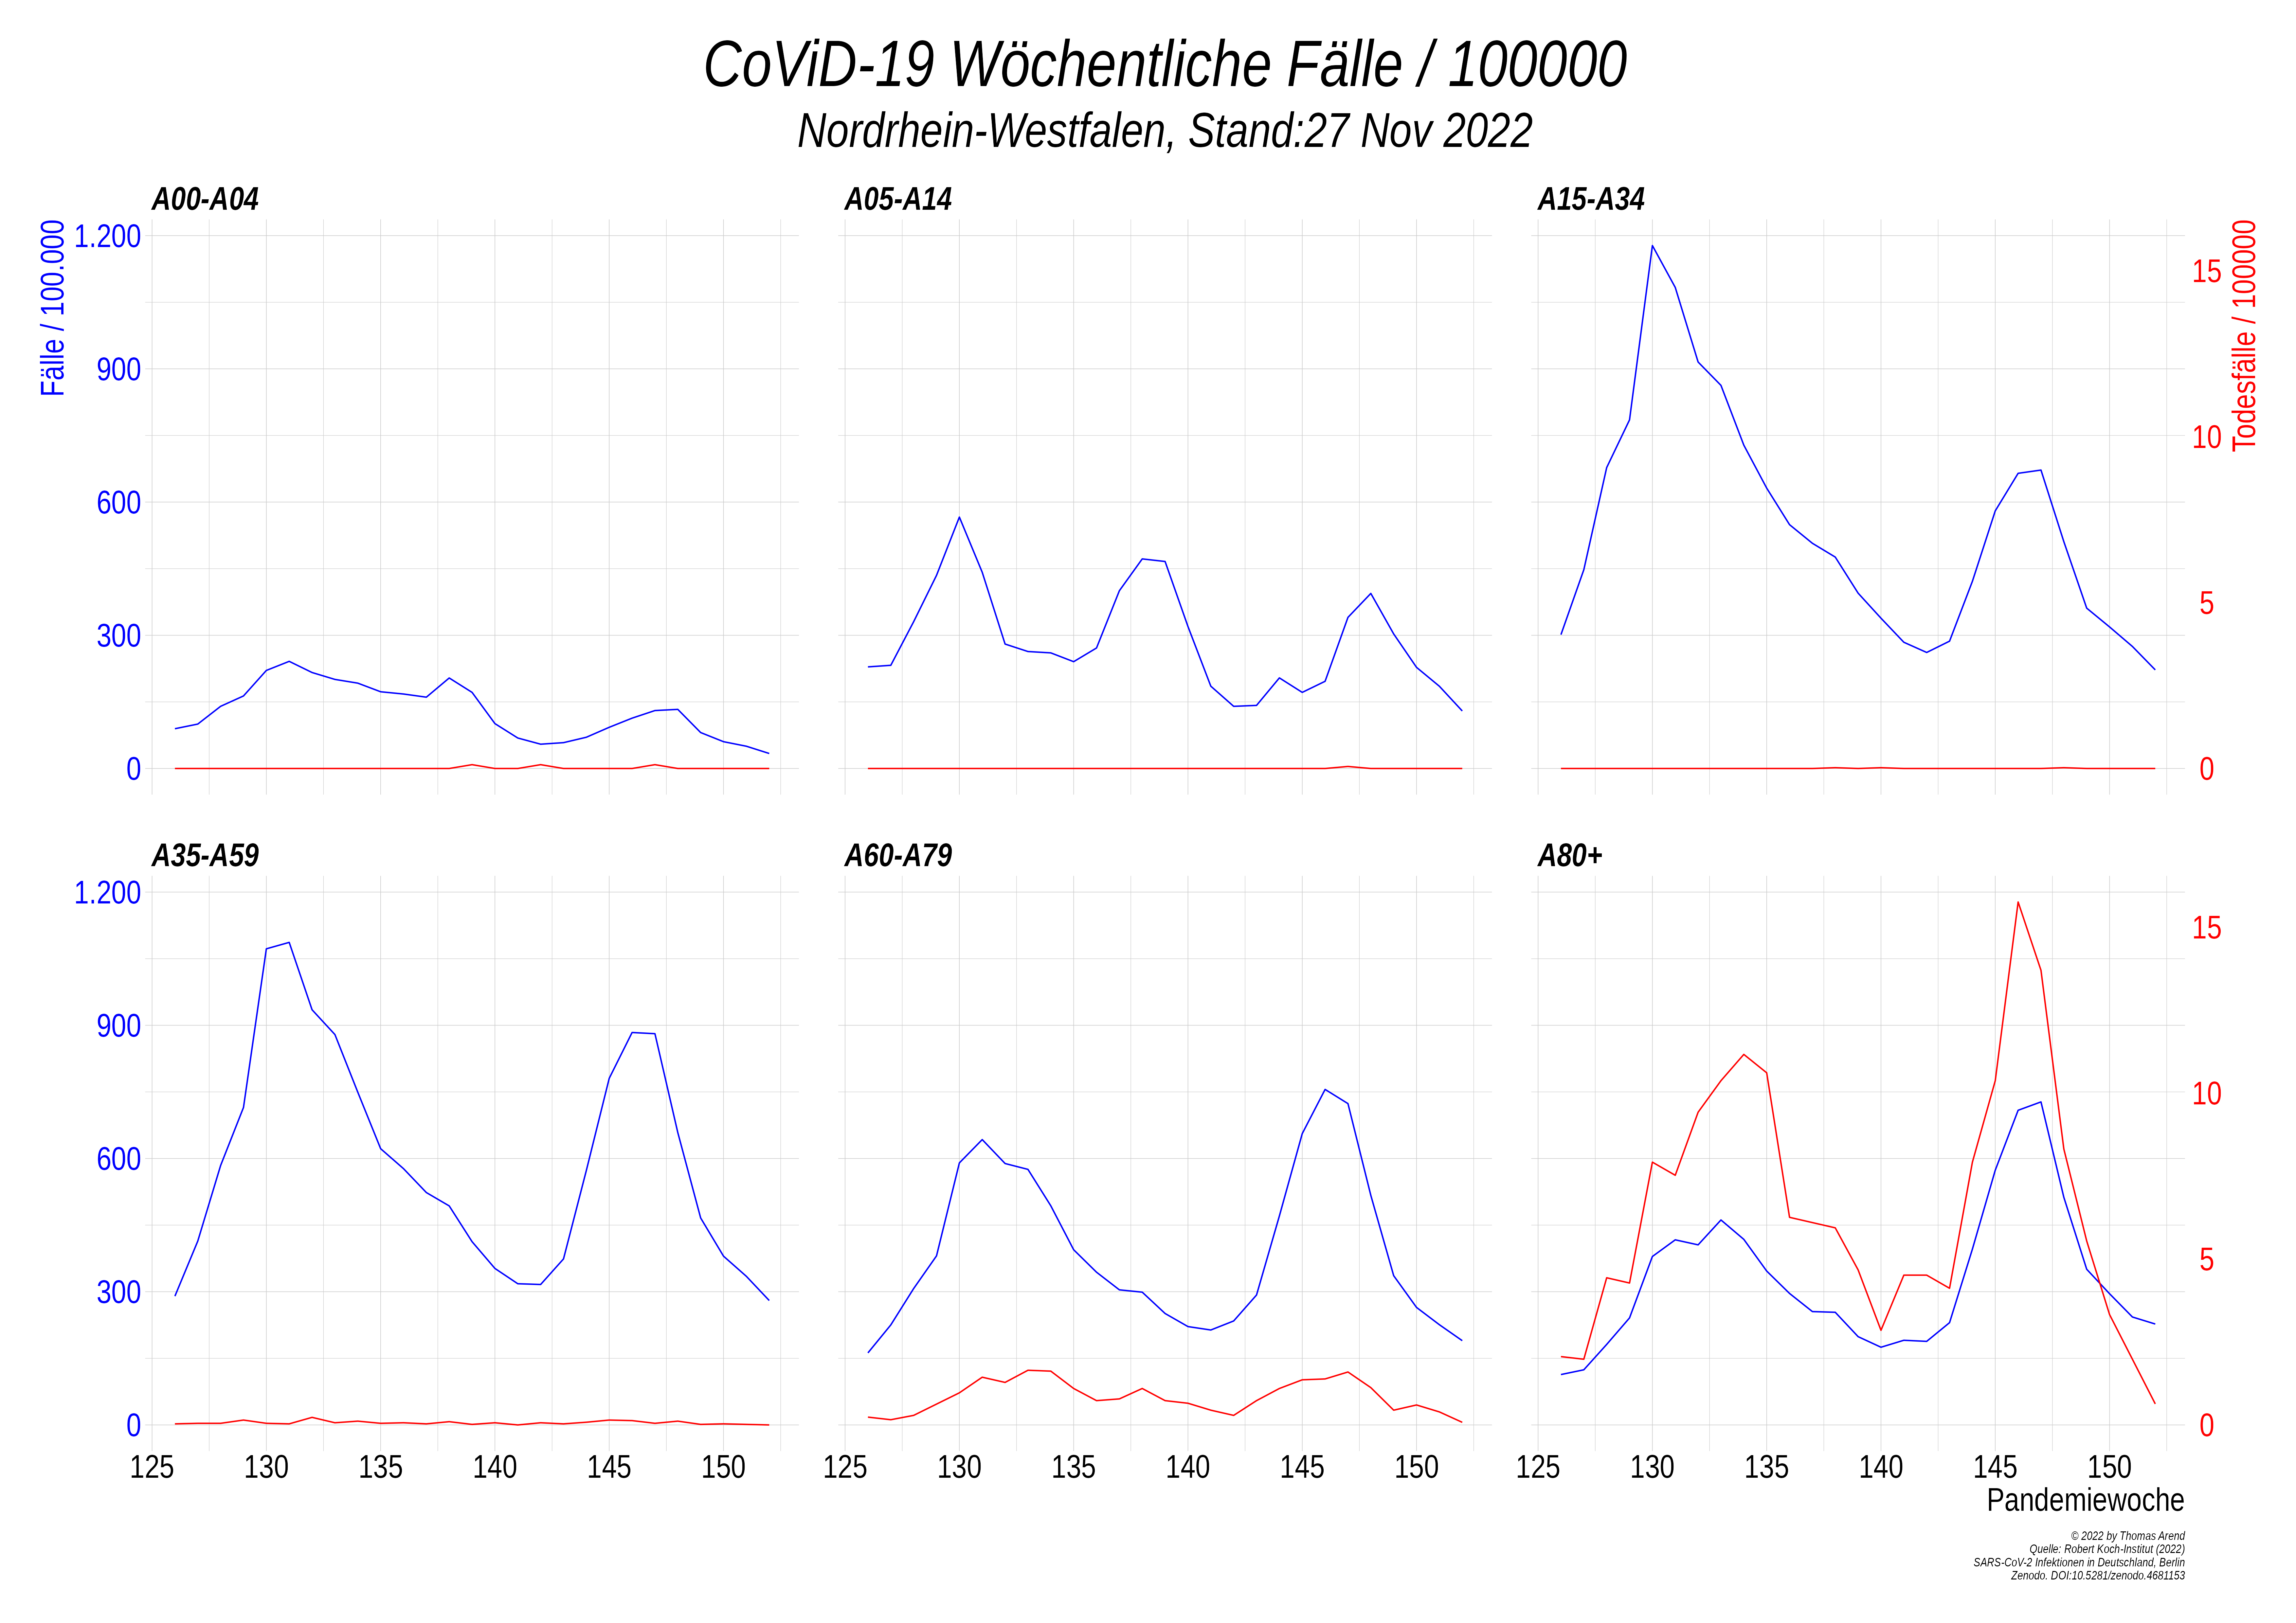 CoViD-19 Wöchentliche Fälle / 100000
Nordrhein-Westfalen, Stand:27 Nov 2022
A00-A04
A05-A14
A15-A34
Fälle / 100.000
1.200
900
600
300
0
15
10
5
0
Todesfälle / 100000
A35-A59
A60-A79
A80+
1.200
900
600
300
0
15
10
5
0
125 130 135 140 145 150
125 130 135 140 145 150
125 130 135 140 145 150
Pandemiewoche
© 2022 by Thomas Arend
Quelle: Robert Koch-Institut (2022)
SARS-CoV-2 Infektionen in Deutschland, Berlin
Zenodo. DOI:10.5281/zenodo.4681153